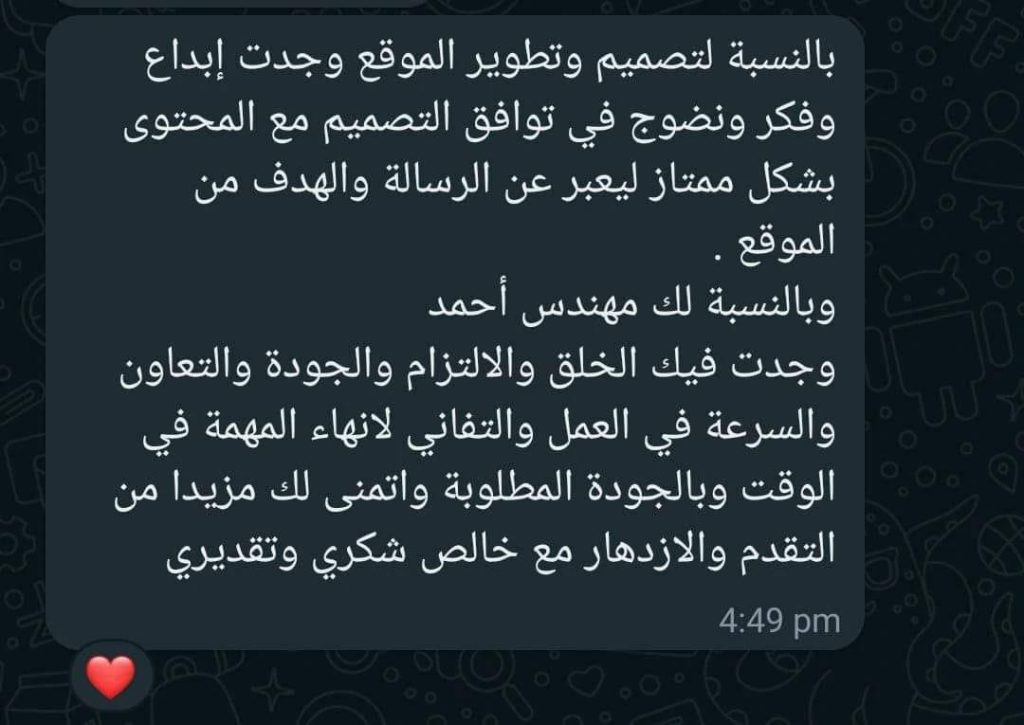 بالنسبة لتصميم وتطوير الموقع وجدت إبداع
وفكر ونضوج في توافق التصميم مع المحتوى
بشكل ممتاز ليعبر عن الرسالة والهدف من
الموقع .
وبالنسبة لك مهندس أحمد
وجدت فيك الخلق والالتزام والجودة والتعاون
والسرعة في العمل والتفاني لانهاء المهمة في
الوقت وبالجودة المطلوبة واتمنى لك مزيدا من
التقدم والازدهار مع خالص شكري وتقديري
4:49 pm